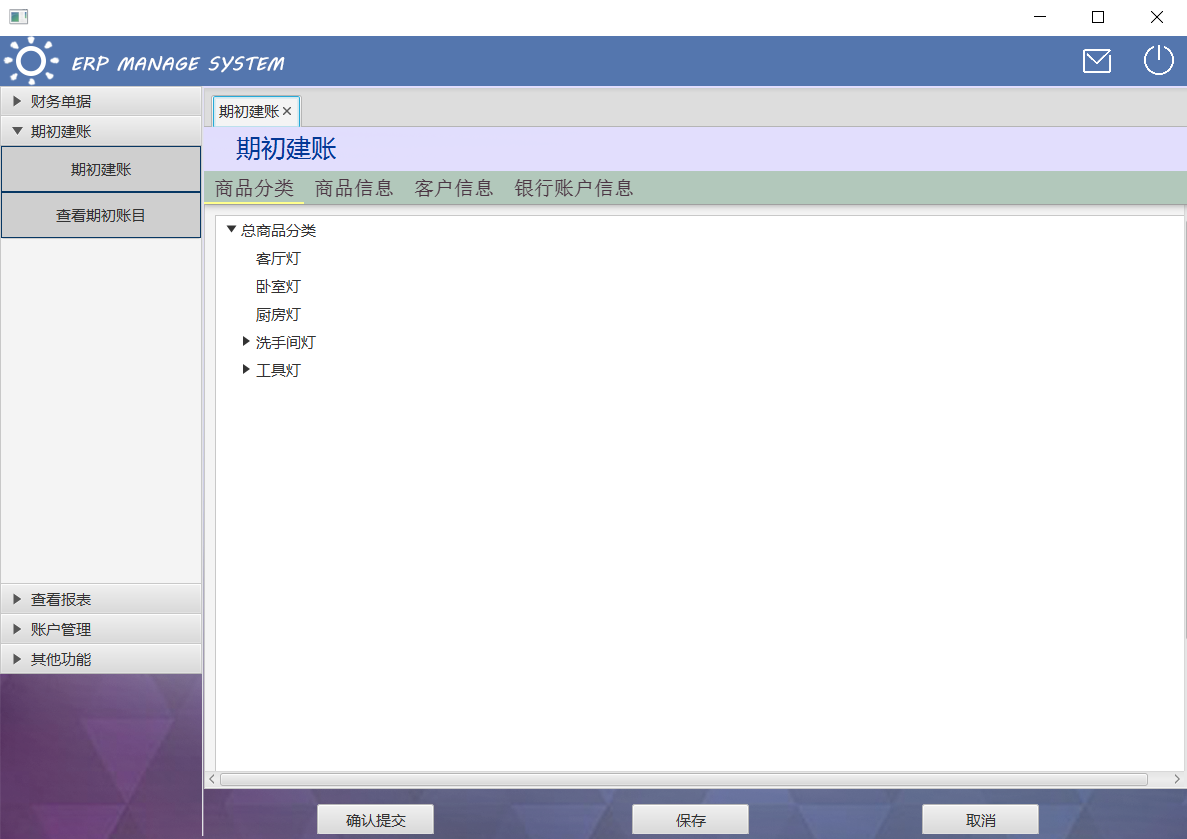 ERP MANAGE SYSTEM
财务单据
期初建账
期初建账
查看期初账目
查看报表
账户管理
其他功能
期初建账
期初建账
商品分类 商品信息 客户信息 银行账户信息
总商品分类
客厅灯
卧室灯
厨房灯
洗手间灯
工具灯
确认提交 保存 取消